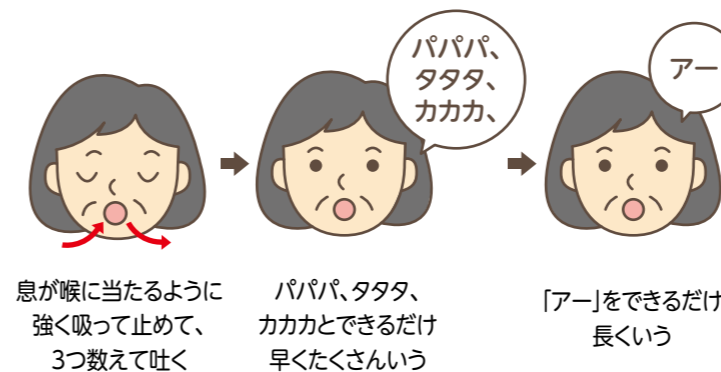 パパパ、
タタタ、
カカカ、
アー
息が喉に当たるように
強く吸って止めて、
3つ数えて吐く
パパパ、タタタ、
カカカとできるだけ
早くたくさんいう
「アー」をできるだけ
長くいう